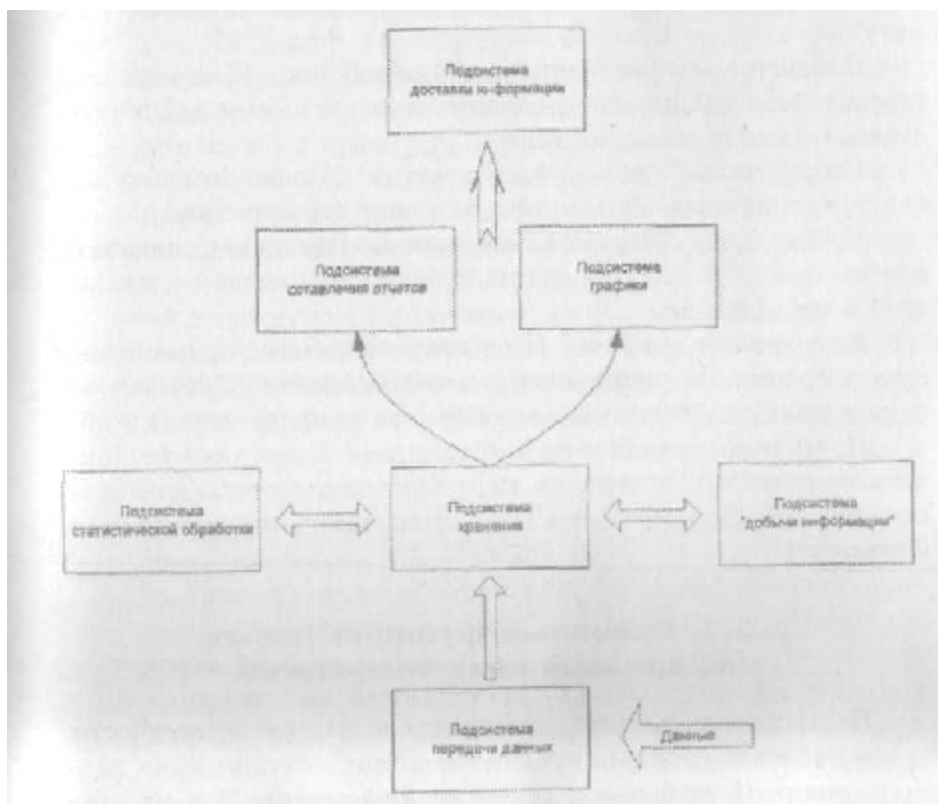 Подсистема
доставки информации
Подсистема
сотавления отчетов
Подсистема
графики
Подсистема
статистической обработки
Подсистема
хранения
Подсистема
"добычи информации"
Подсистема
передачи данных
Данные